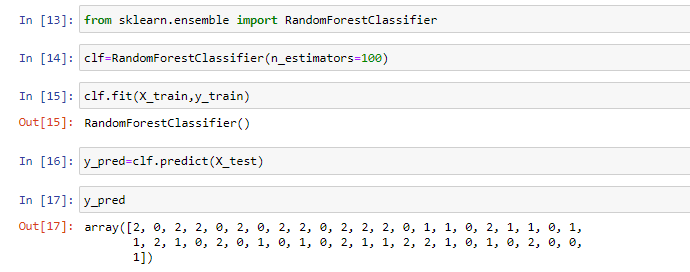 In [13]: from sklearn.ensemble import RandomForestClassifier
In [14]: clf=RandomForestClassifier(n_estimators=100)
In [15]: clf.fit(X_train,y_train)
Out[15]: RandomForestClassifier()
In [16]: y_pred=clf.predict(X_test)
In [17]: y_pred
Out[17]: array([2, 0, 2, 2, 0, 2, 0, 2, 2, 0, 2, 2, 2, 0, 1, 1, 0, 2, 1, 1, 0, 1,
1, 2, 1, 0, 2, 0, 1, 0, 1, 0, 2, 1, 1, 2, 2, 1, 0, 1, 0, 2, 0, 0,
1])